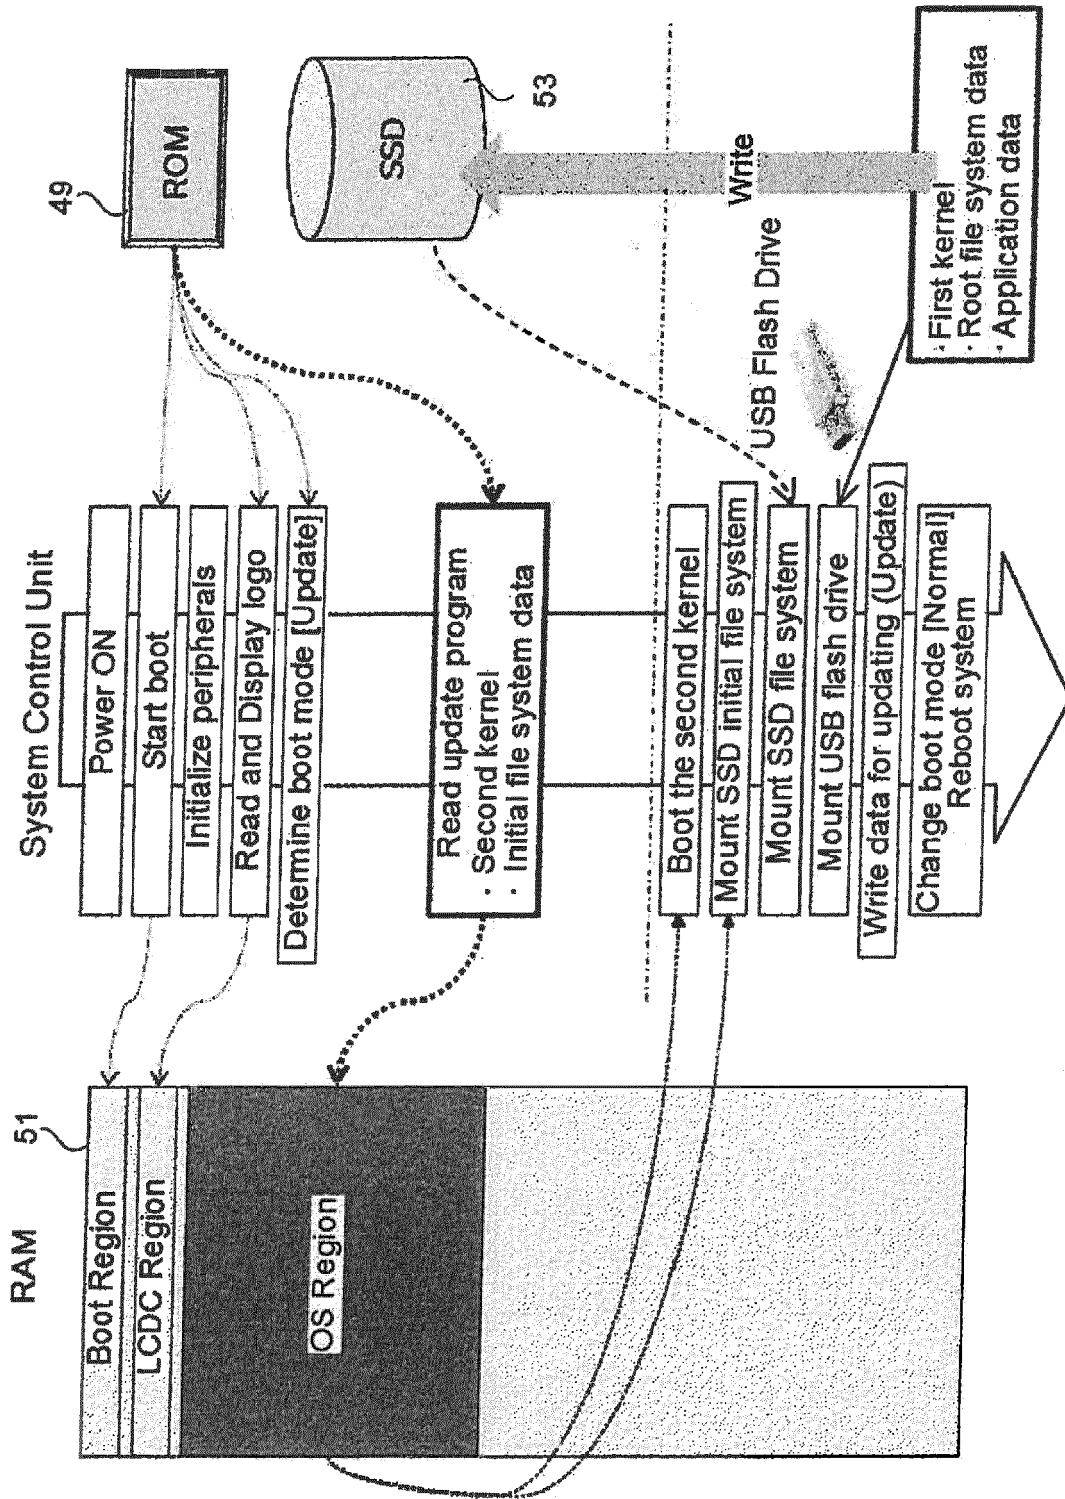 RAM
51
Boot Region
LCDC Region
OS Region
System Control Unit
Power ON
Start boot
Initialize peripherals
Read and Display logo
Determine boot mode [Update]
Read update program
· Second kernel
· Initial file system data
Boot the second kernel
Mount SSD initial file system
Mount SSD file system
Mount USB flash drive
Write data for updating (Update)
Change boot mode [Normal]
Reboot system
49
ROM
SSD
53
Write
USB Flash Drive
· First kernel
· Root file system data
· Application data